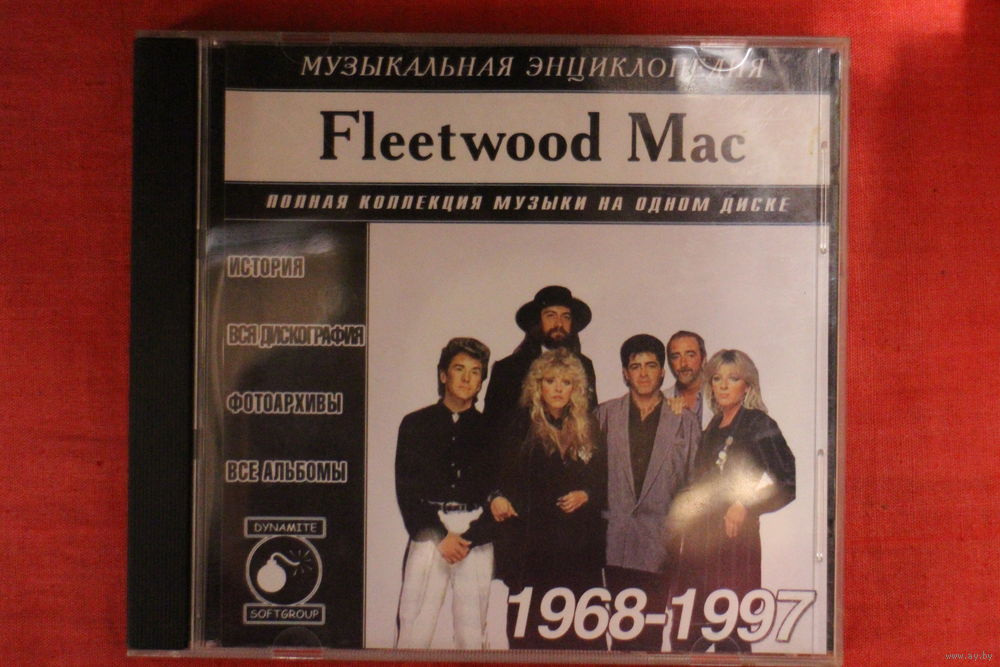 МУЗЫКАЛЬНАЯ ЭНЦИКЛОПЕДИЯ
Fleetwood Mac
ПОЛНАЯ КОЛЛЕКЦИЯ МУЗЫКИ НА ОДНОМ ДИСКЕ
ИСТОРИЯ
ВСЯ ДИСКОГРАФИЯ
ФОТОАРХИВЫ
ВСЕ АЛЬБОМЫ
DYNAMITE
SOFTGROUP
1968-1997
www.ay.by